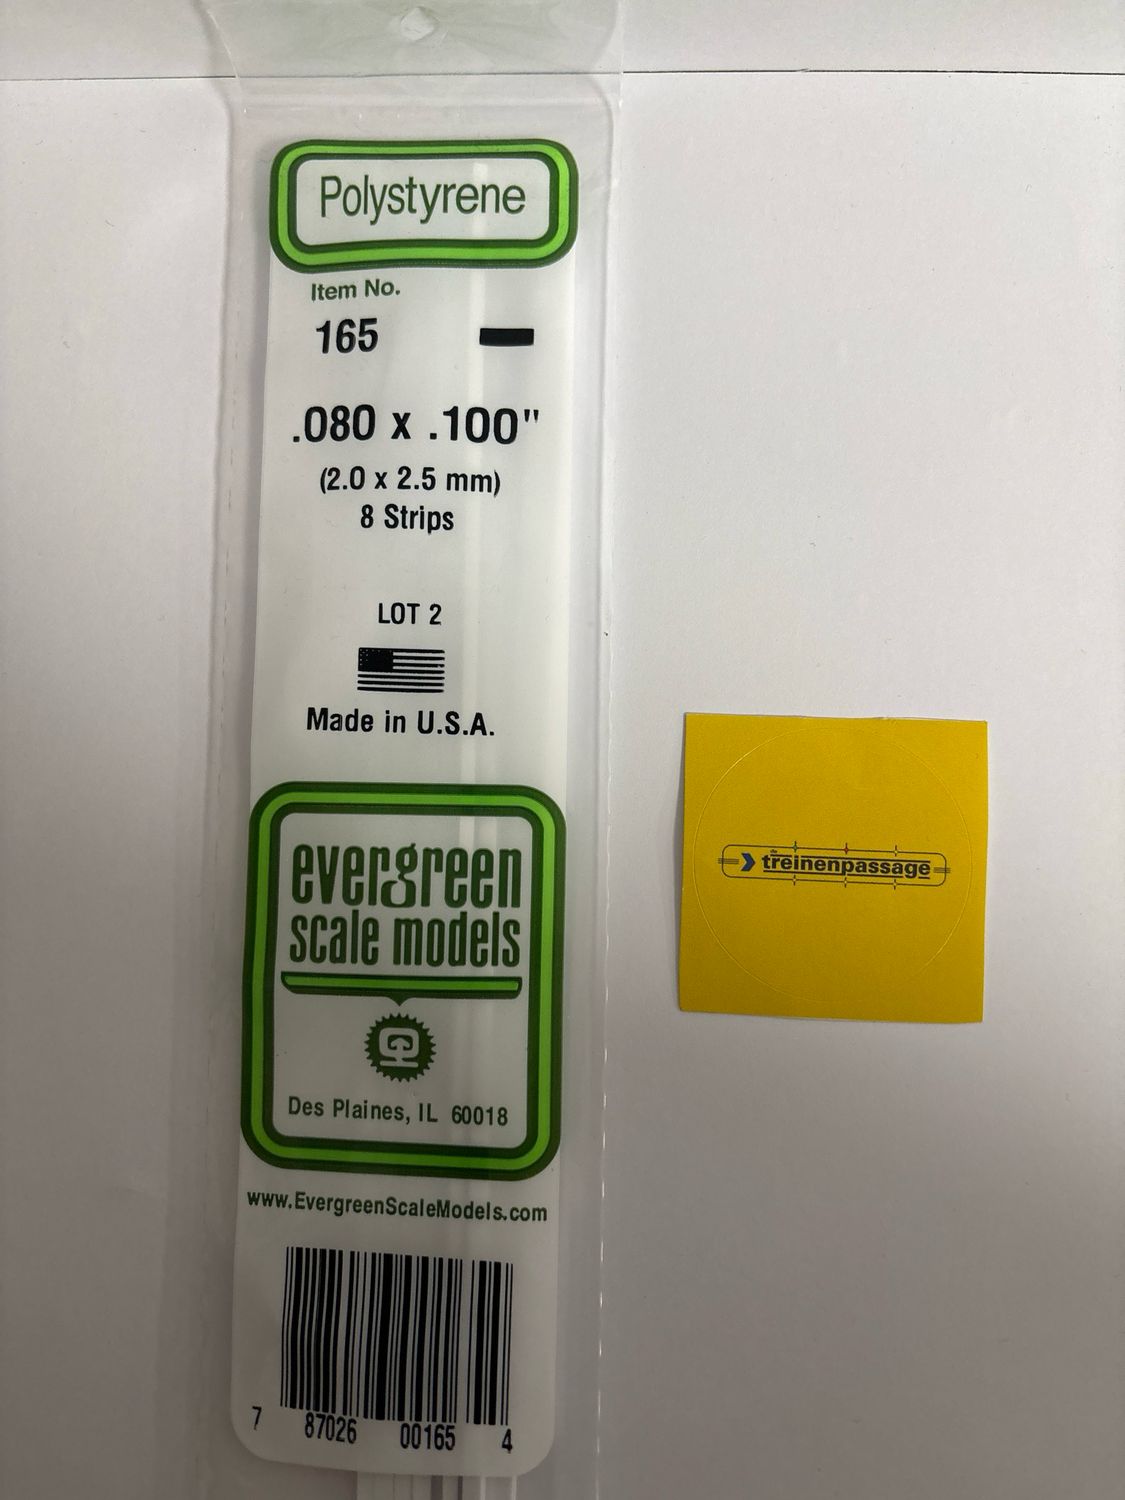 Polystyrene
Item No.
165
.080 x .100"
(2.0 x 2.5 mm)
8 Strips
LOT 2
Made in U.S.A.
evergreen
scale models
Des Plaines, IL 60018
www.EvergreenScaleModels.com
7 87026 00165 4
de
treinenpassage